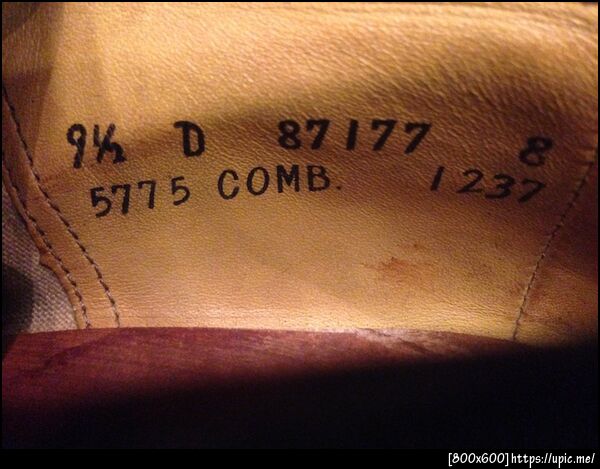 9½ D 87177 8
5775 COMB. 1237
[800x600]https://upic.me/